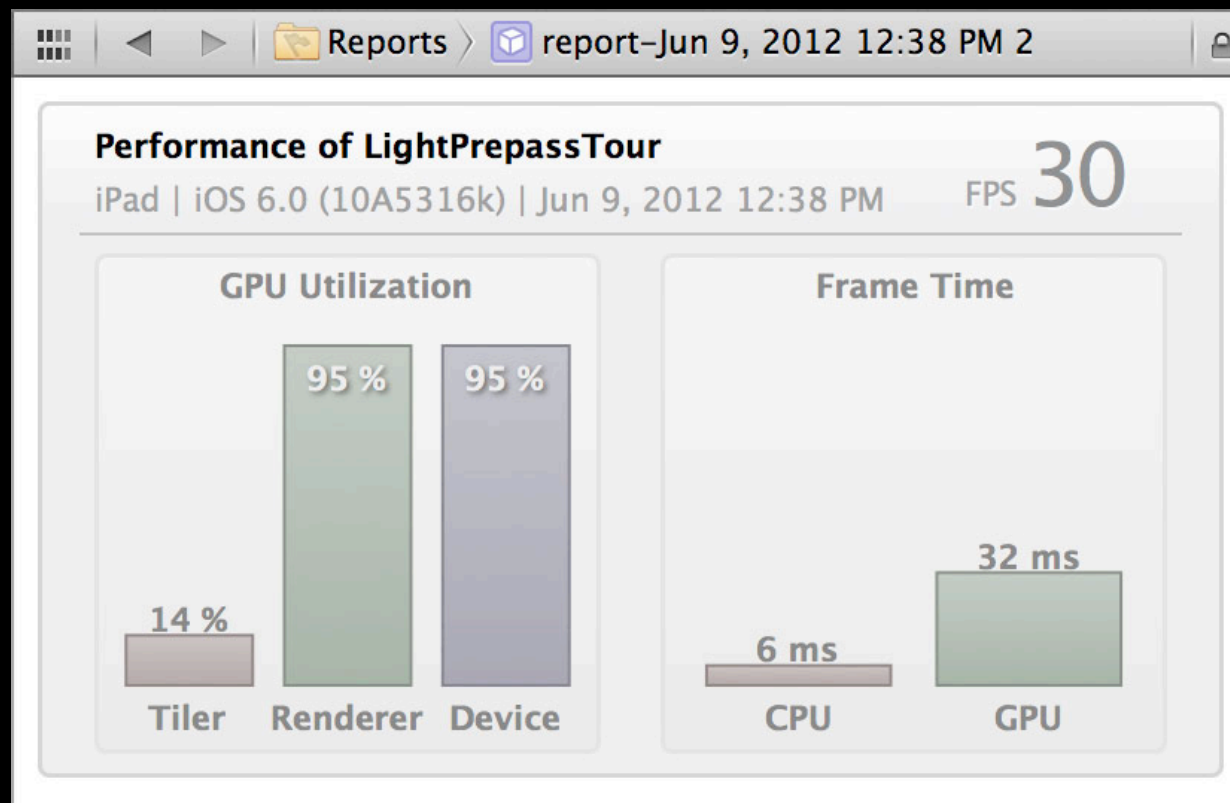 Reports report–Jun 9, 2012 12:38 PM 2
Performance of LightPrepassTour
iPad | iOS 6.0 (10A5316k) | Jun 9, 2012 12:38 PM
FPS 30
GPU Utilization
95 %
95 %
14 %
Tiler Renderer Device
Frame Time
32 ms
6 ms
CPU GPU